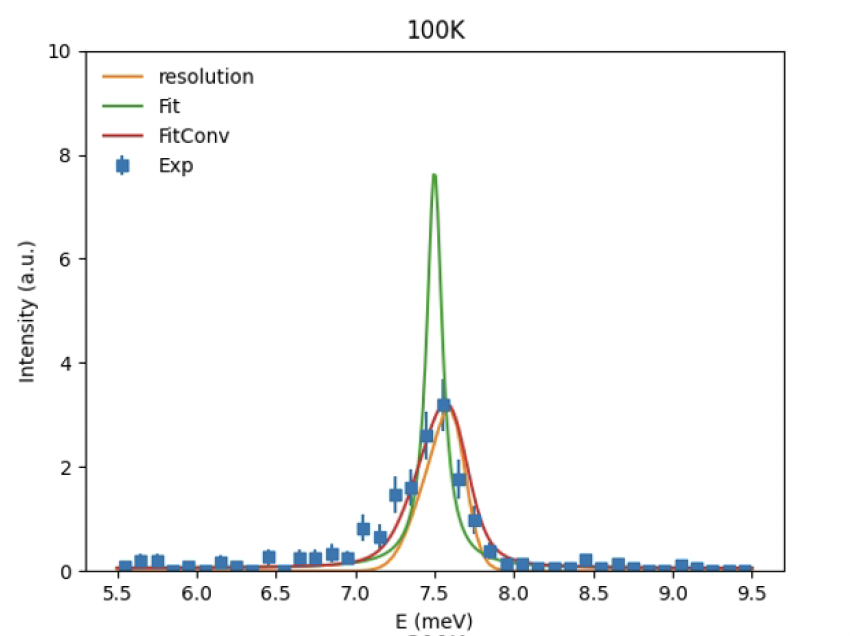 100K
10
8
6
4
2
0
Intensity (a.u.)
resolution
Fit
FitConv
Exp
5.5 6.0 6.5 7.0 7.5 8.0 8.5 9.0 9.5
E (meV)